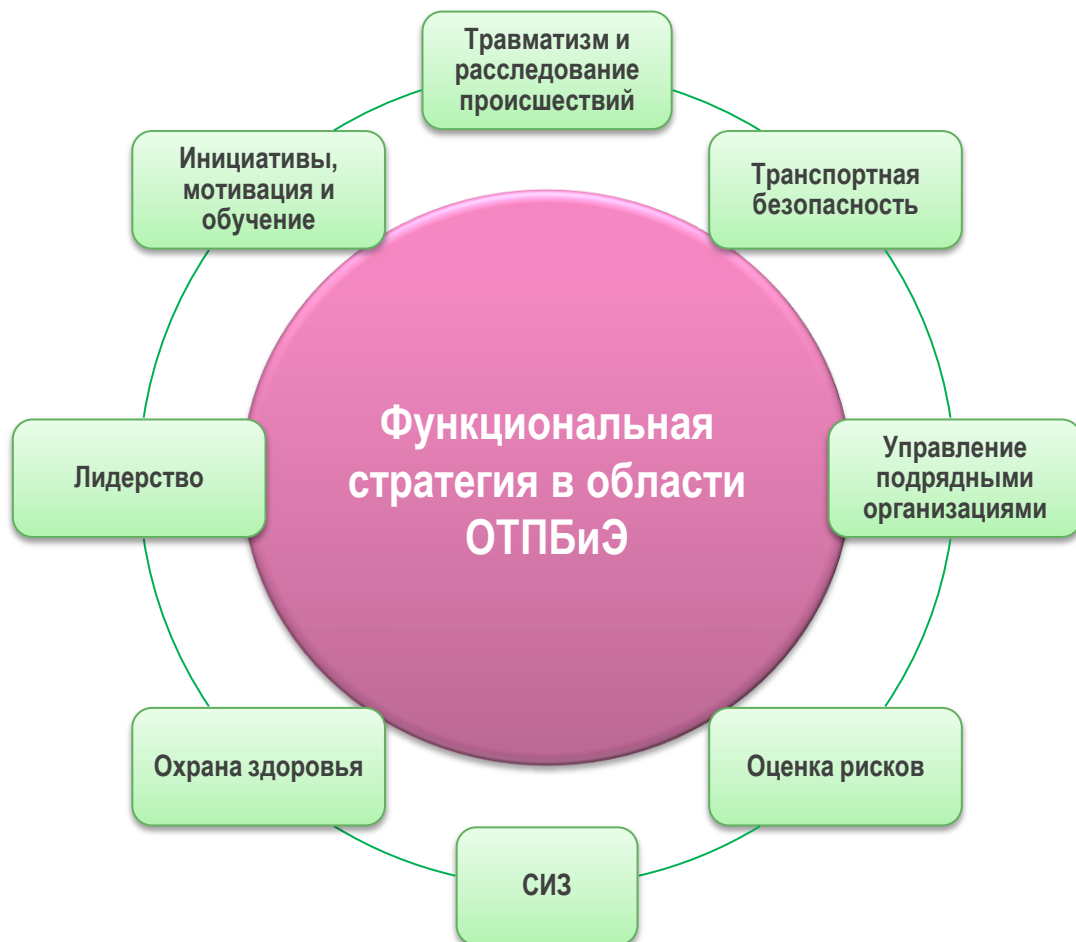 Травматизм и
расследование
происшествий
Инициативы,
мотивация и
обучение
Транспортная
безопасность
Функциональная
стратегия в области
ОТПБиЭ
Лидерство
Управление
подрядными
организациями
Охрана здоровья
Оценка рисков
СИЗ